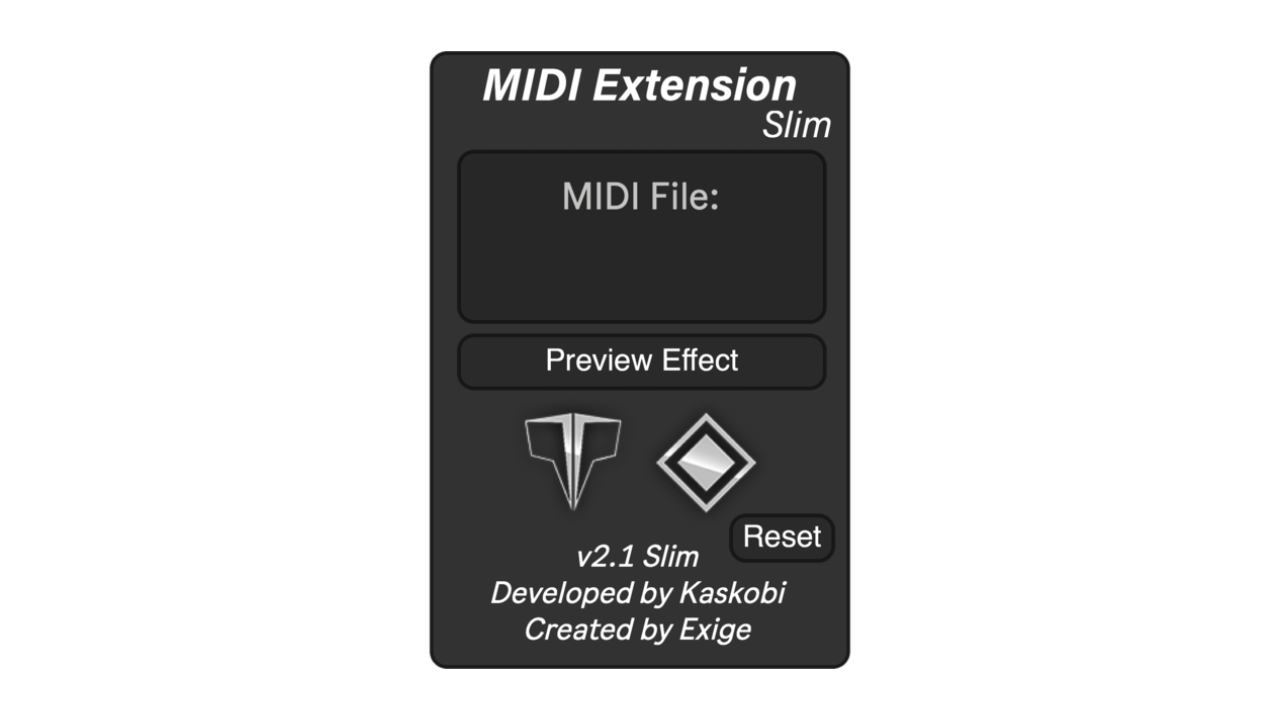 MIDI Extension
Slim
MIDI File:
Preview Effect
Reset
v2.1 Slim
Developed by Kaskobi
Created by Exige